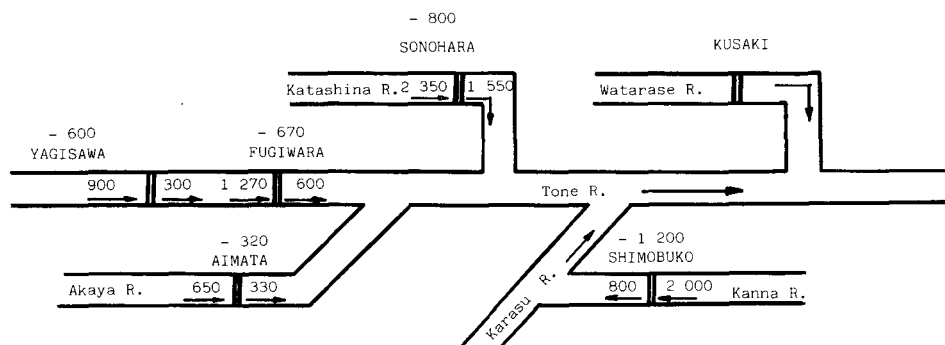 - 800
SONOHARA
KUSAKI
Katashina R. 2 350 1 550
Watarase R.
- 600
YAGISAWA
- 670
FUGIWARA
900 300 1 270 600
Tone R.
- 320
AIMATA
- 1 200
SHIMOBUKO
Akaya R. 650 330
Karasu R.
800 2 000 Kanna R.